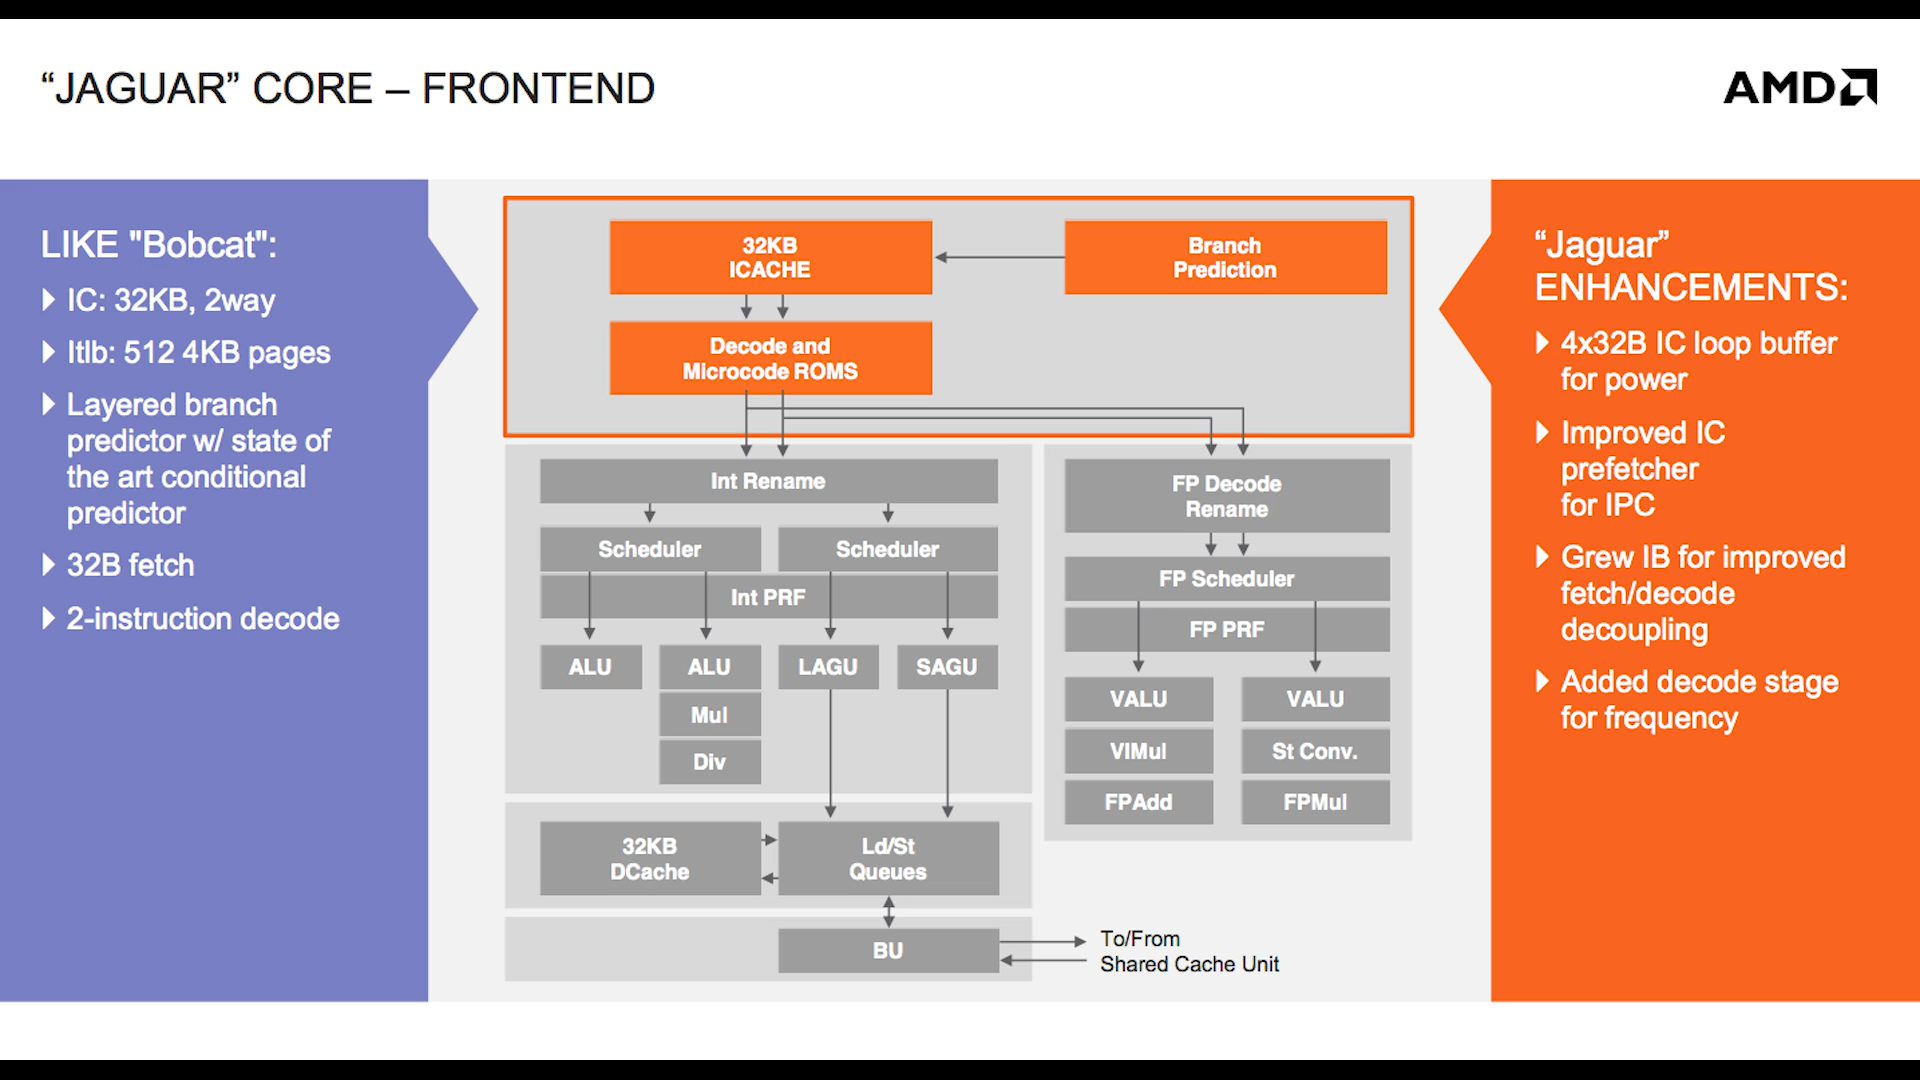 “JAGUAR” CORE – FRONTEND
AMD
LIKE "Bobcat":
IC: 32KB, 2way
Itlb: 512 4KB pages
Layered branch
predictor w/ state of
the art conditional
predictor
32B fetch
2-instruction decode
32KB
ICACHE
Branch
Prediction
Decode and
Microcode ROMS
Int Rename
Scheduler
Scheduler
Int PRF
ALU
ALU
LAGU
SAGU
Mul
Div
FP Decode
Rename
FP Scheduler
FP PRF
VALU
VALU
VIMul
St Conv.
FPAdd
FPMul
32KB
DCache
Ld/St
Queues
BU
To/From
Shared Cache Unit
“Jaguar”
ENHANCEMENTS:
4x32B IC loop buffer
for power
Improved IC
prefetcher
for IPC
Grew IB for improved
fetch/decode
decoupling
Added decode stage
for frequency